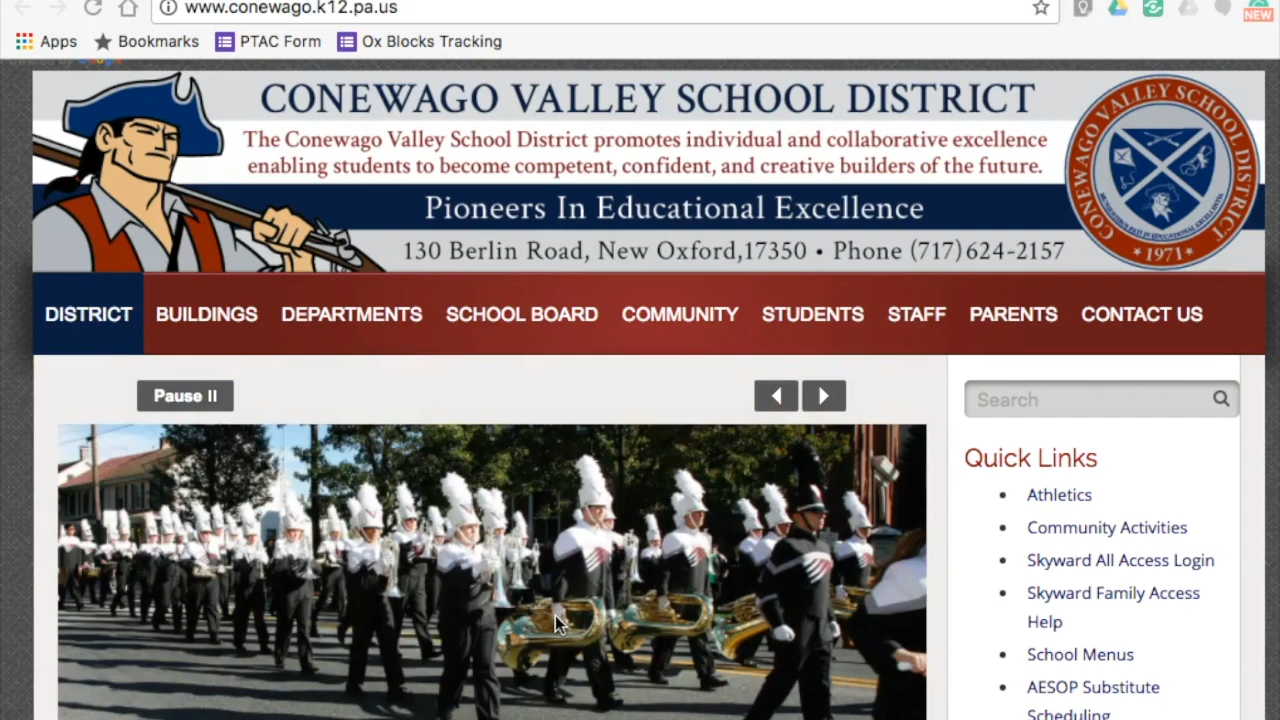 www.conewago.k12.pa.us
NEW
Apps Bookmarks PTAC Form Ox Blocks Tracking
CONEWAGO VALLEY SCHOOL DISTRICT
The Conewago Valley School District promotes individual and collaborative excellence
enabling students to become competent, confident, and creative builders of the future.
Pioneers In Educational Excellence
130 Berlin Road, New Oxford,17350 • Phone (717)624-2157
CONEWAGO VALLEY SCHOOL DISTRICT
★1971★
DISTRICT BUILDINGS DEPARTMENTS SCHOOL BOARD COMMUNITY STUDENTS STAFF PARENTS CONTACT US
Pause II
Search
Quick Links
Athletics
Community Activities
Skyward All Access Login
Skyward Family Access
Help
School Menus
AESOP Substitute
Scheduling